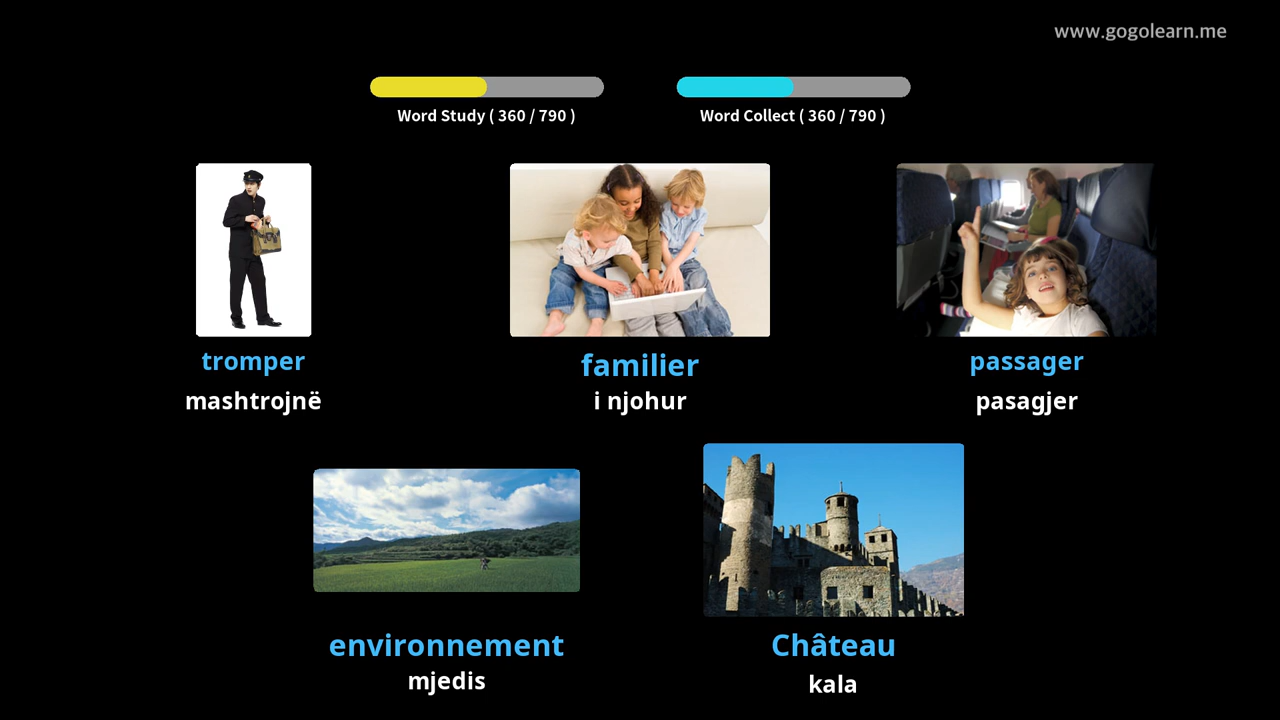 www.gogolearn.me
Word Study ( 360 / 790 )
Word Collect ( 360 / 790 )
tromper
mashtrojnë
familier
i njohur
passager
pasagjer
environnement
mjedis
Château
kala